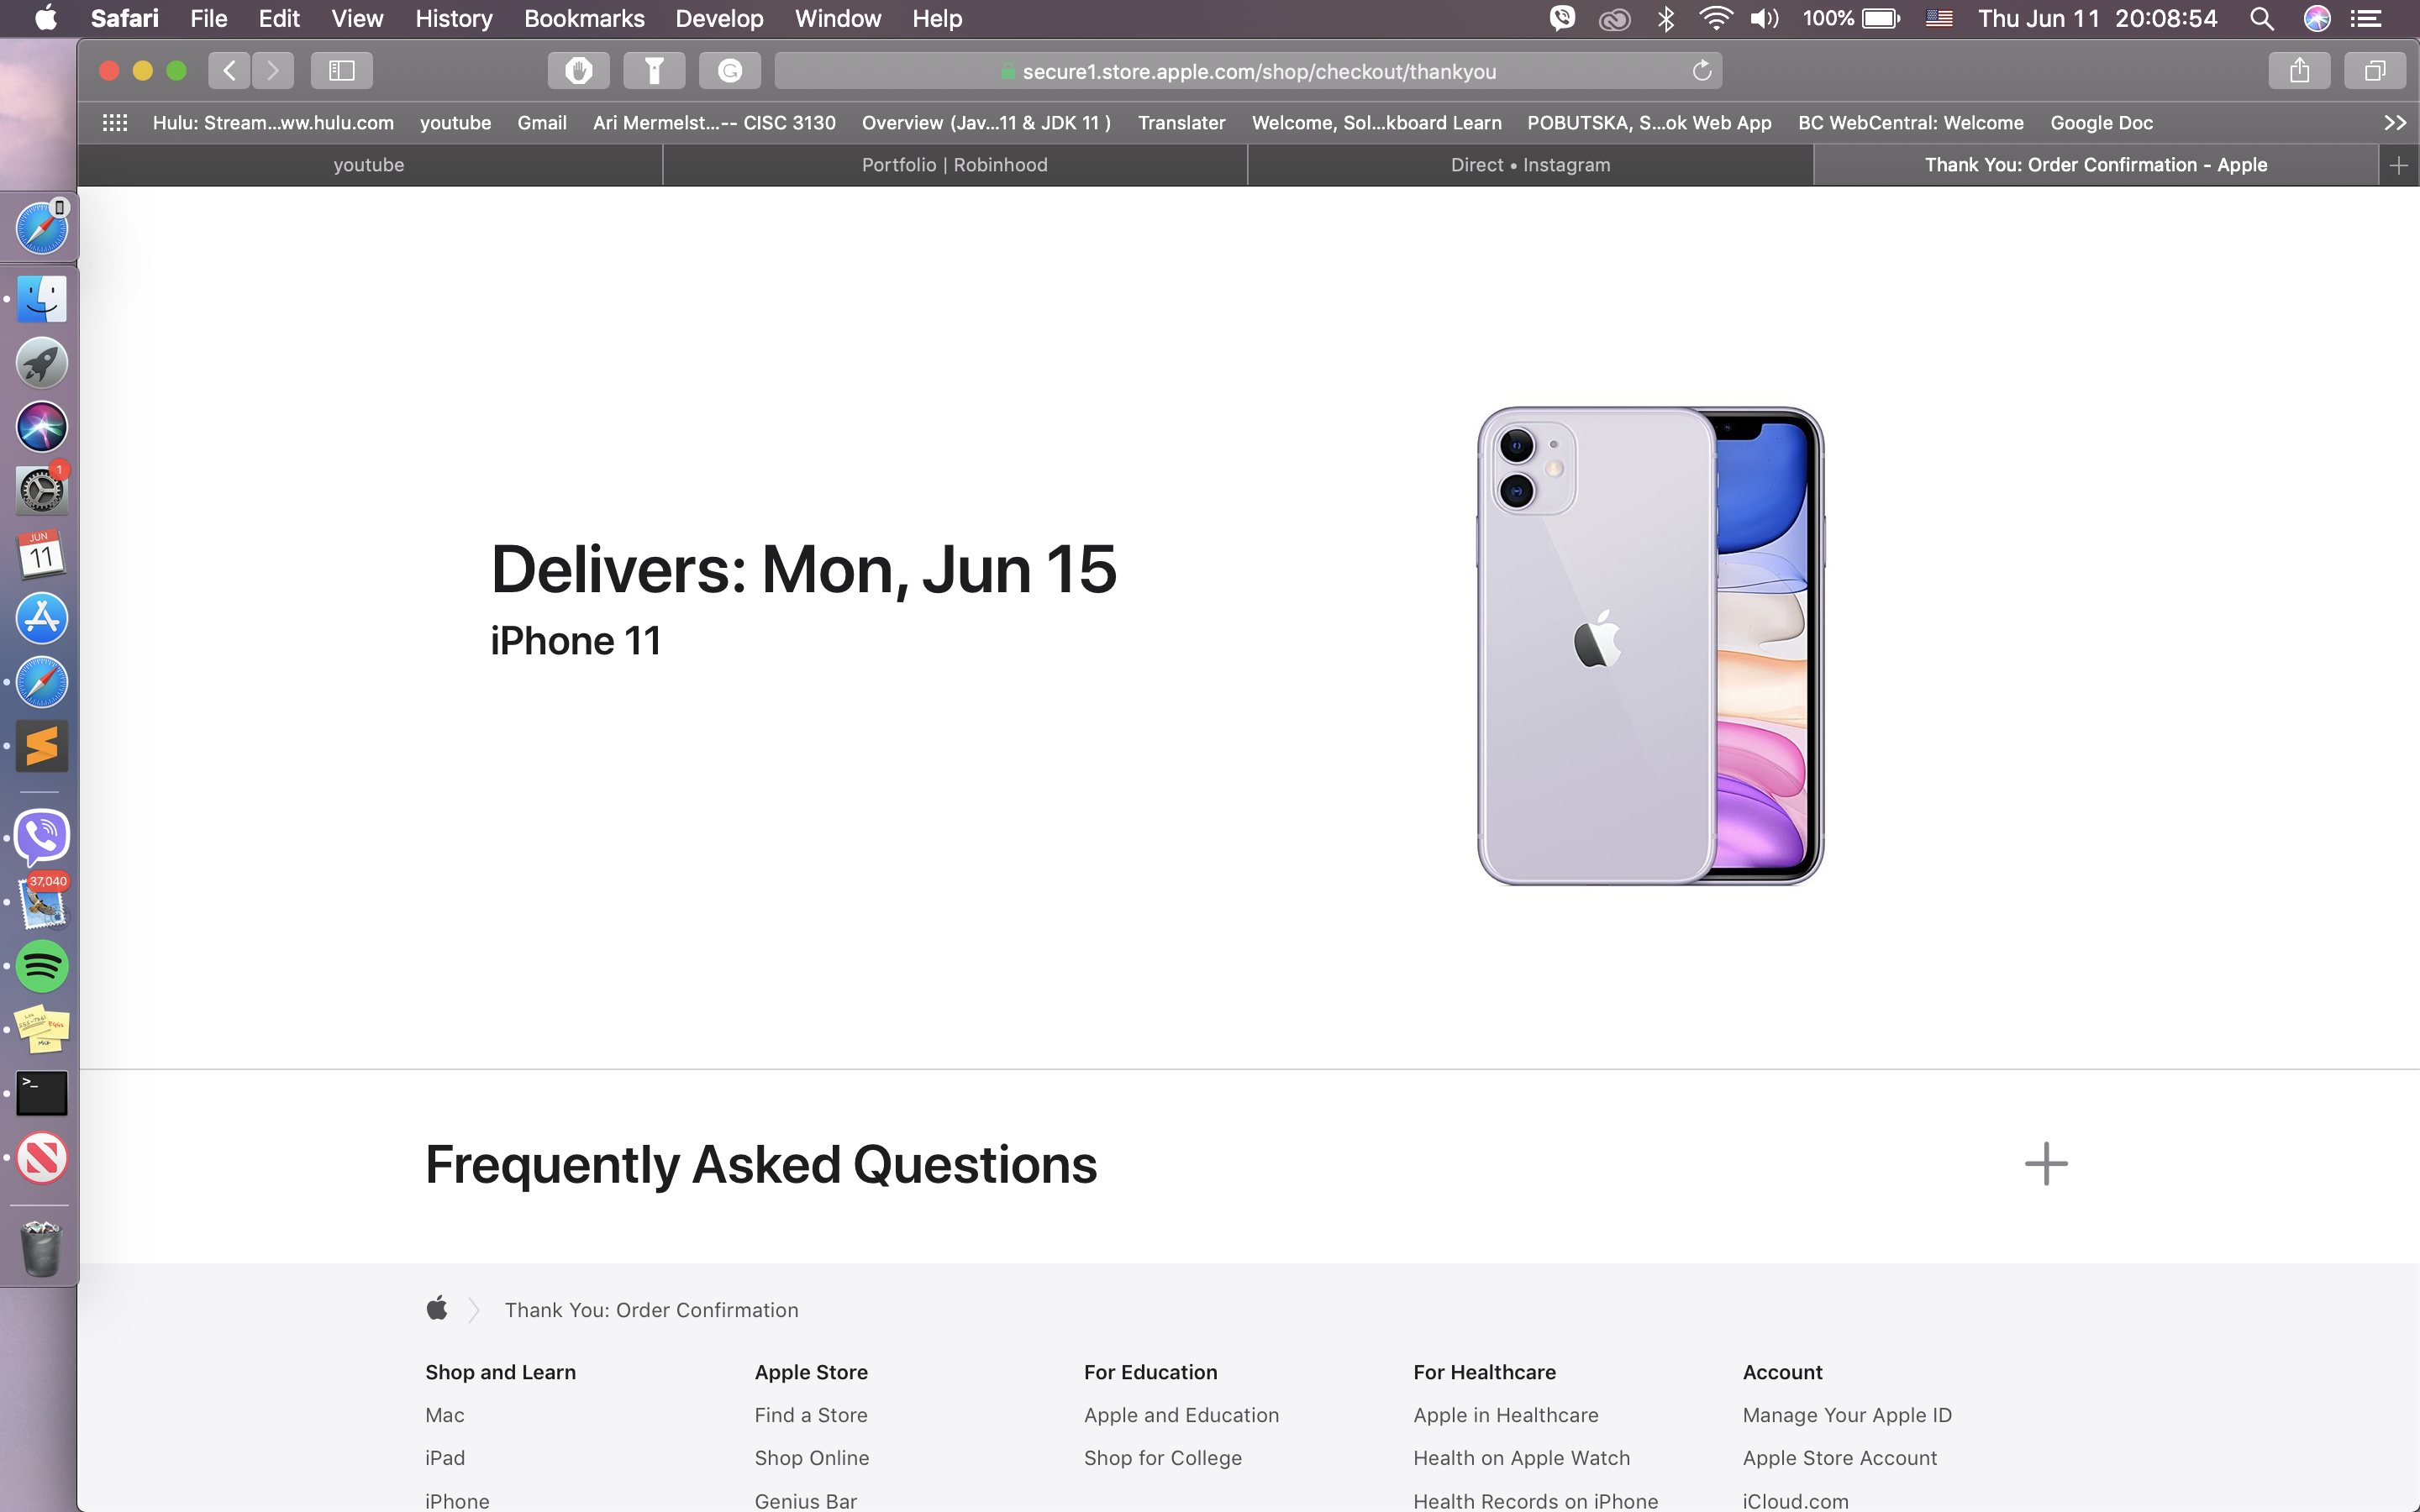 Safari File Edit View History Bookmarks Develop Window Help 100% Thu Jun 11 20:08:54
secure1.store.apple.com/shop/checkout/thankyou
Hulu: Stream...ww.hulu.com youtube Gmail Ari Mermelst...-- CISC 3130 Overview (Jav...11 & JDK 11 ) Translater Welcome, Sol...kboard Learn POBUTSKA, S...ok Web App BC WebCentral: Welcome Google Doc
youtube Portfolio | Robinhood Direct • Instagram Thank You: Order Confirmation - Apple
1
JUN
11
37,040
Delivers: Mon, Jun 15
iPhone 11
Frequently Asked Questions
Thank You: Order Confirmation
Shop and Learn Apple Store For Education For Healthcare Account
Mac Find a Store Apple and Education Apple in Healthcare Manage Your Apple ID
iPad Shop Online Shop for College Health on Apple Watch Apple Store Account
iPhone Genius Bar Health Records on iPhone iCloud.com